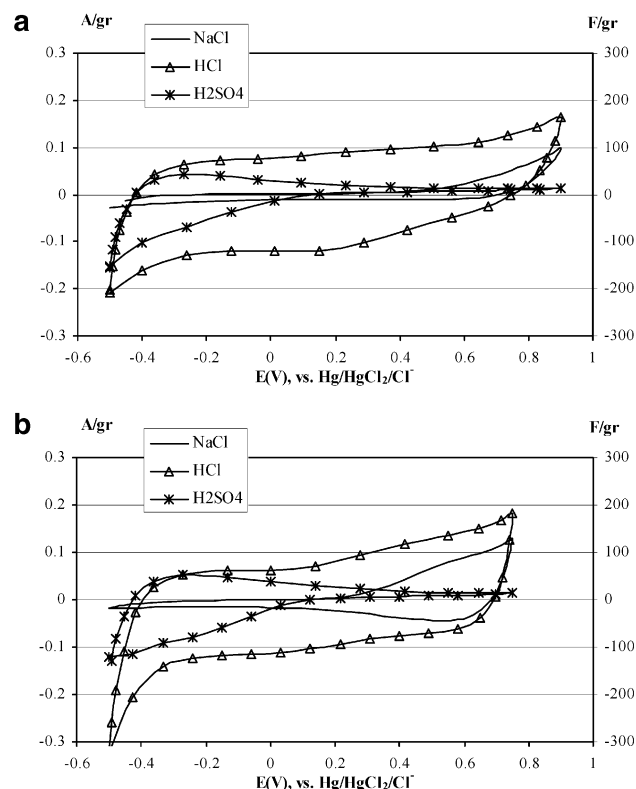 a
A/gr F/gr
NaCl
HCl
H2SO4
0.3 300
0.2 200
0.1 100
0 0
-0.1 -100
-0.2 -200
-0.3 -300
-0.6 -0.4 -0.2 0 0.2 0.4 0.6 0.8 1
E(V), vs. Hg/HgCl₂/Cl⁻
b
A/gr F/gr
NaCl
HCl
H2SO4
0.3 300
0.2 200
0.1 100
0 0
-0.1 -100
-0.2 -200
-0.3 -300
-0.6 -0.4 -0.2 0 0.2 0.4 0.6 0.8 1
E(V), vs. Hg/HgCl₂/Cl⁻